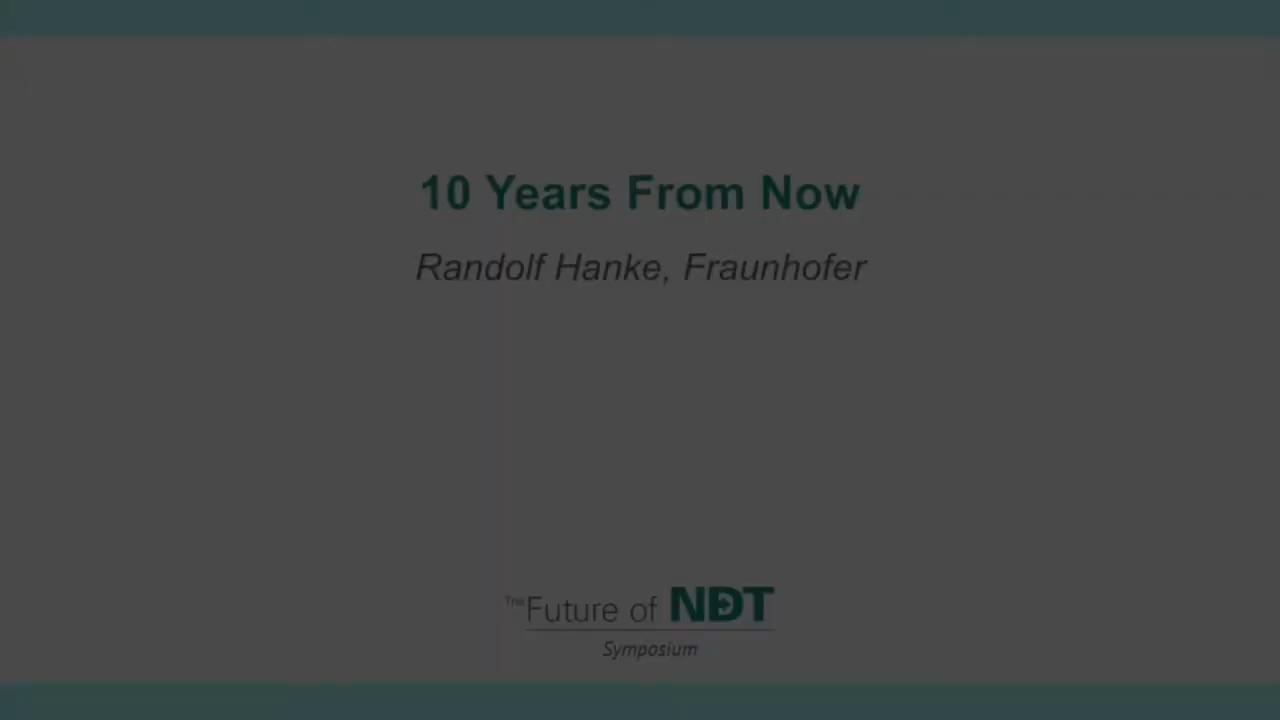 10 Years From Now
Randolf Hanke, Fraunhofer
The Future of NDT
Symposium